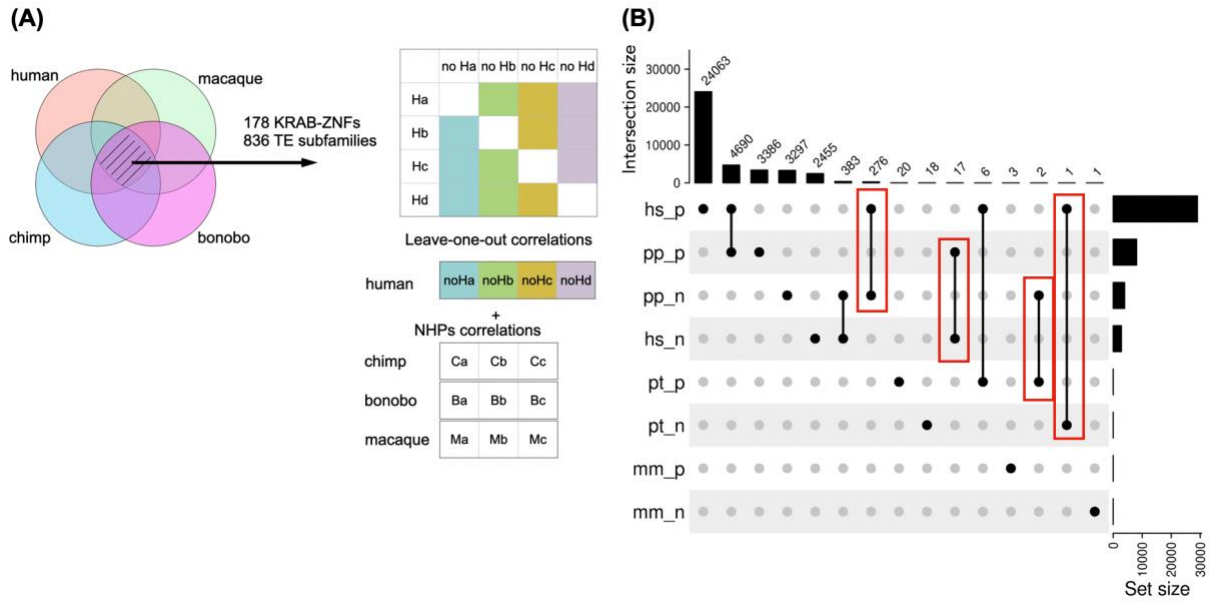 (A)
human
macaque
chimp
bonobo
178 KRAB-ZNFs
836 TE subfamilies
no Ha no Hb no Hc no Hd
Ha
Hb
Hc
Hd
Leave-one-out correlations
human noHa noHb noHc noHd
+
NHPs correlations
chimp Ca Cb Cc
bonobo Ba Bb Bc
macaque Ma Mb Mc
(B)
Intersection size
30000
20000
10000
0
24063 4690 3386 3297 2455 383 276 20 18 17 6 3 2 1 1
hs_p
pp_p
pp_n
hs_n
pt_p
pt_n
mm_p
mm_n
0 10000 20000 30000
Set size